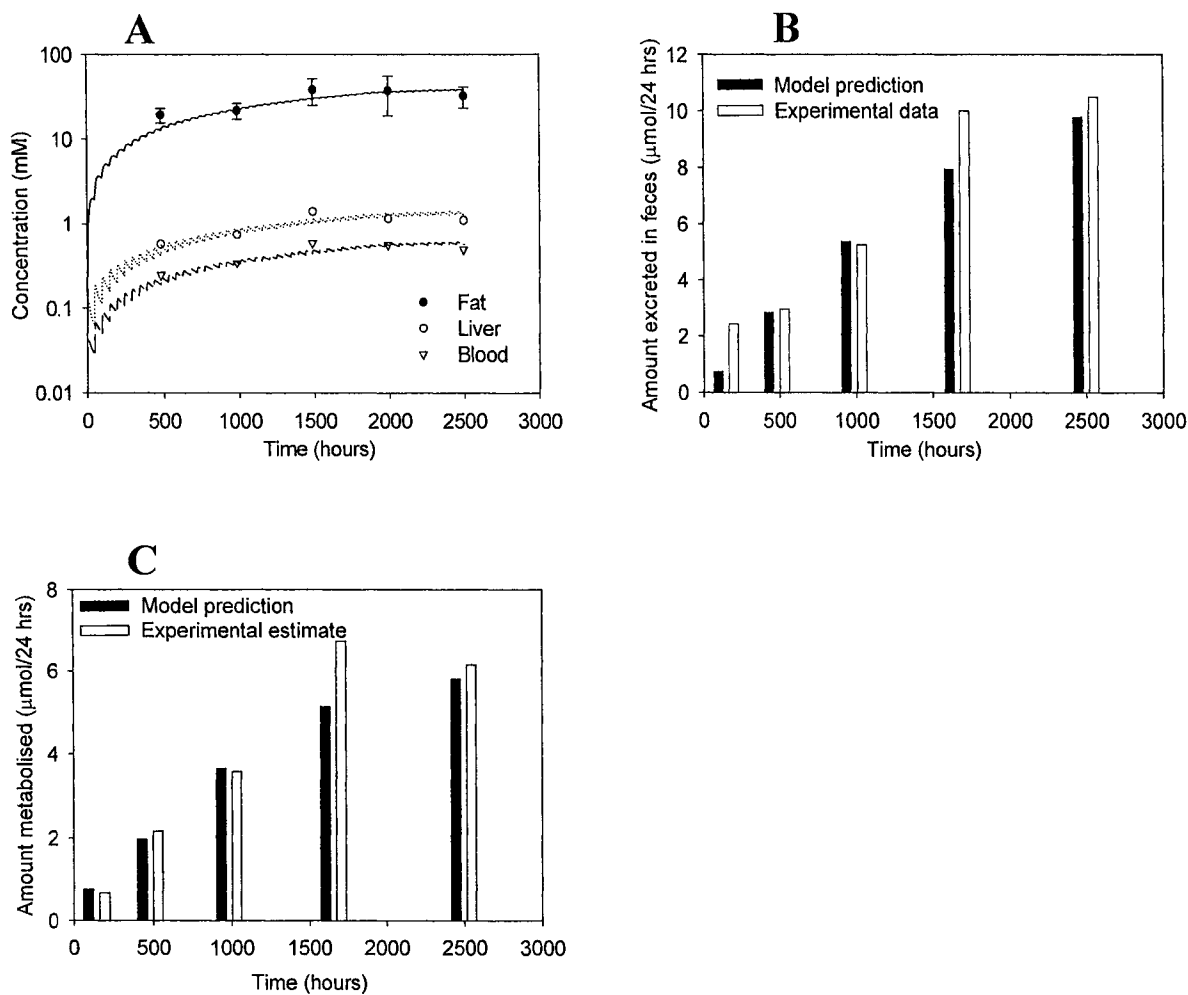 A
Concentration (mM)
100
10
1
0.1
0.01
Fat
Liver
Blood
0 500 1000 1500 2000 2500 3000
Time (hours)
B
Amount excreted in feces (μmol/24 hrs)
12
10
8
6
4
2
0
Model prediction
Experimental data
0 500 1000 1500 2000 2500 3000
Time (hours)
C
Amount metabolised (μmol/24 hrs)
8
6
4
2
0
Model prediction
Experimental estimate
0 500 1000 1500 2000 2500 3000
Time (hours)